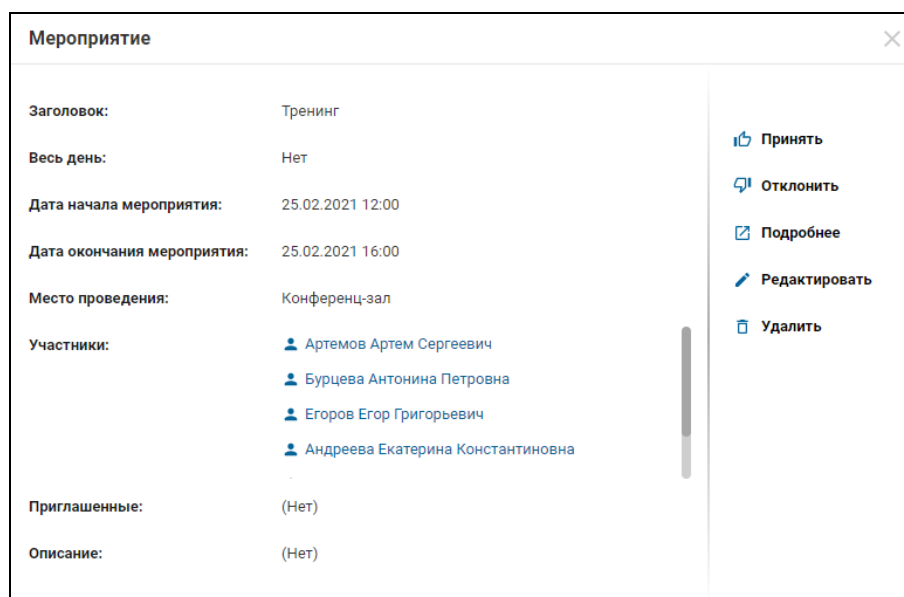 Мероприятие
Заголовок: Тренинг
Весь день: Нет
Дата начала мероприятия: 25.02.2021 12:00
Дата окончания мероприятия: 25.02.2021 16:00
Место проведения: Конференц-зал
Участники: Артемов Артем Сергеевич
Бурцева Антонина Петровна
Егоров Егор Григорьевич
Андреева Екатерина Константиновна
Приглашенные: (Нет)
Описание: (Нет)
Принять
Отклонить
Подробнее
Редактировать
Удалить